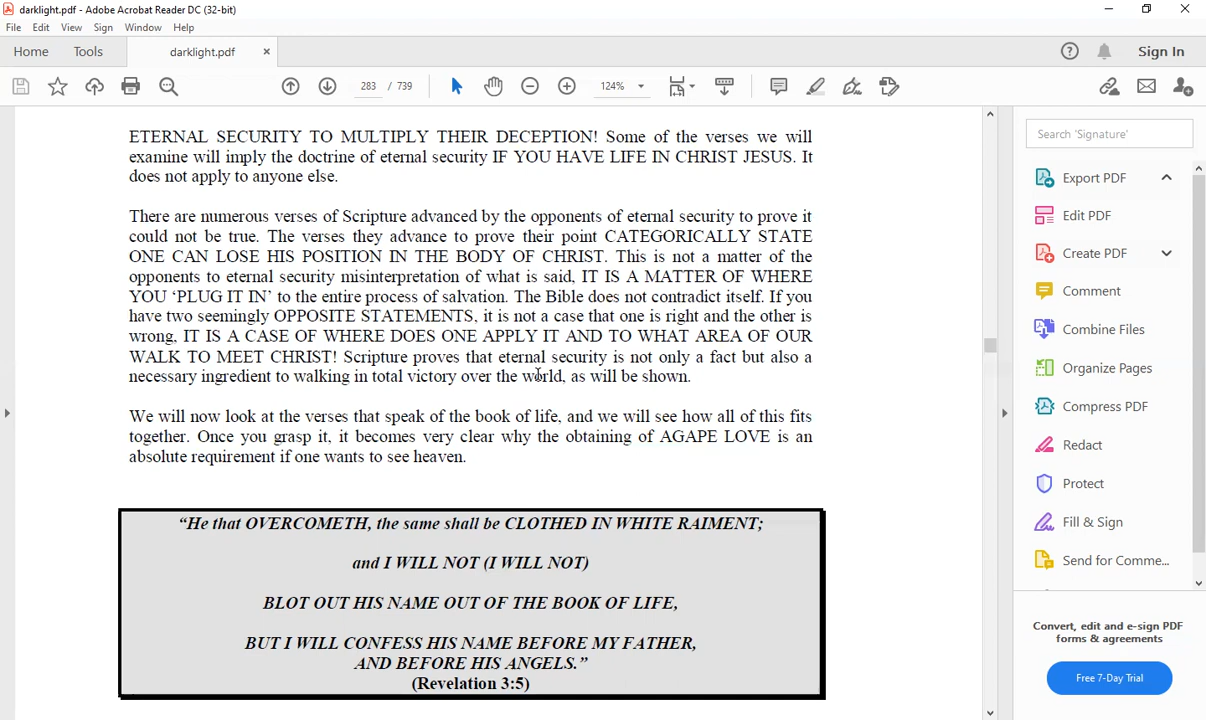 darklight.pdf - Adobe Acrobat Reader DC (32-bit)
File Edit View Sign Window Help
Home Tools darklight.pdf × Sign In
283 / 739 124%
ETERNAL SECURITY TO MULTIPLY THEIR DECEPTION! Some of the verses we will
examine will imply the doctrine of eternal security IF YOU HAVE LIFE IN CHRIST JESUS. It
does not apply to anyone else.
There are numerous verses of Scripture advanced by the opponents of eternal security to prove it
could not be true. The verses they advance to prove their point CATEGORICALLY STATE
ONE CAN LOSE HIS POSITION IN THE BODY OF CHRIST. This is not a matter of the
opponents to eternal security misinterpretation of what is said, IT IS A MATTER OF WHERE
YOU ‘PLUG IT IN’ to the entire process of salvation. The Bible does not contradict itself. If you
have two seemingly OPPOSITE STATEMENTS, it is not a case that one is right and the other is
wrong, IT IS A CASE OF WHERE DOES ONE APPLY IT AND TO WHAT AREA OF OUR
WALK TO MEET CHRIST! Scripture proves that eternal security is not only a fact but also a
necessary ingredient to walking in total victory over the world, as will be shown.
We will now look at the verses that speak of the book of life, and we will see how all of this fits
together. Once you grasp it, it becomes very clear why the obtaining of AGAPE LOVE is an
absolute requirement if one wants to see heaven.
“He that OVERCOMETH, the same shall be CLOTHED IN WHITE RAIMENT;
and I WILL NOT (I WILL NOT)
BLOT OUT HIS NAME OUT OF THE BOOK OF LIFE,
BUT I WILL CONFESS HIS NAME BEFORE MY FATHER,
AND BEFORE HIS ANGELS.”
(Revelation 3:5)
Search 'Signature'
Export PDF
Edit PDF
Create PDF
Comment
Combine Files
Organize Pages
Compress PDF
Redact
Protect
Fill & Sign
Send for Comme...
Convert, edit and e-sign PDF
forms & agreements
Free 7-Day Trial